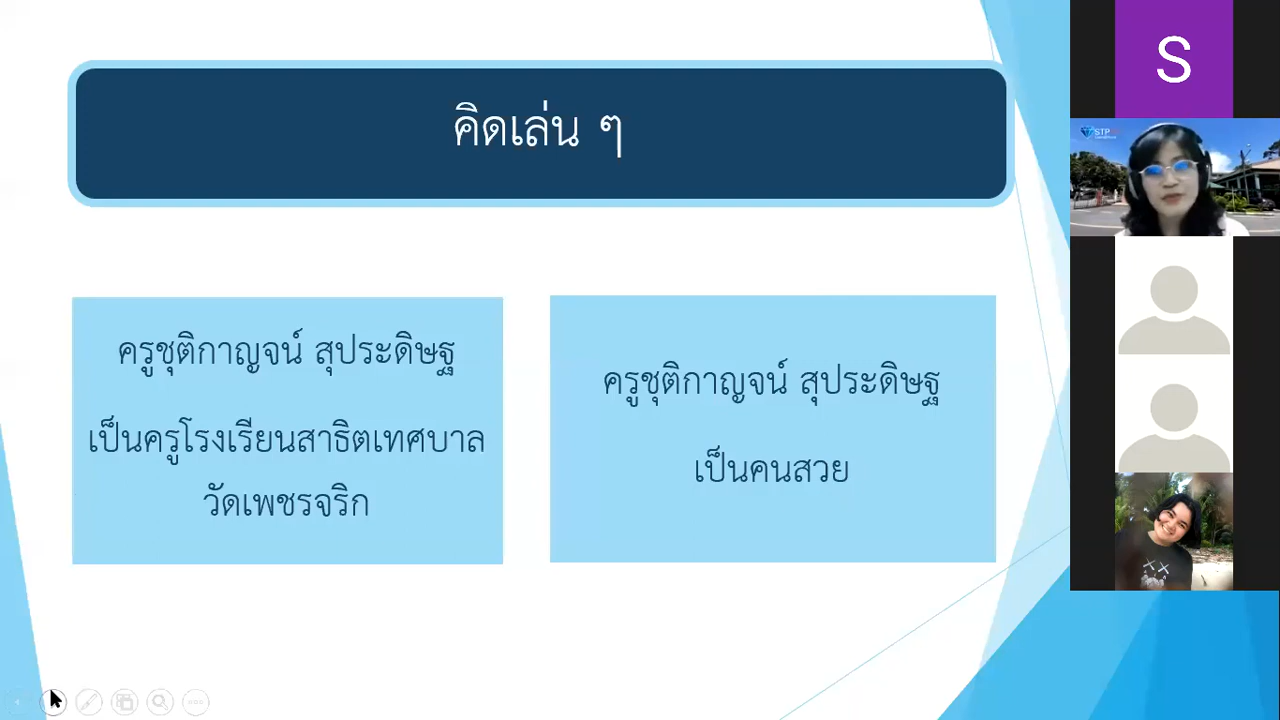 คิดเล่น ๆ
ครูชุติกาญจน์ สุประดิษฐ
เป็นครูโรงเรียนสาธิตเทศบาล
วัดเพชรจริก
ครูชุติกาญจน์ สุประดิษฐ
เป็นคนสวย
S
STP